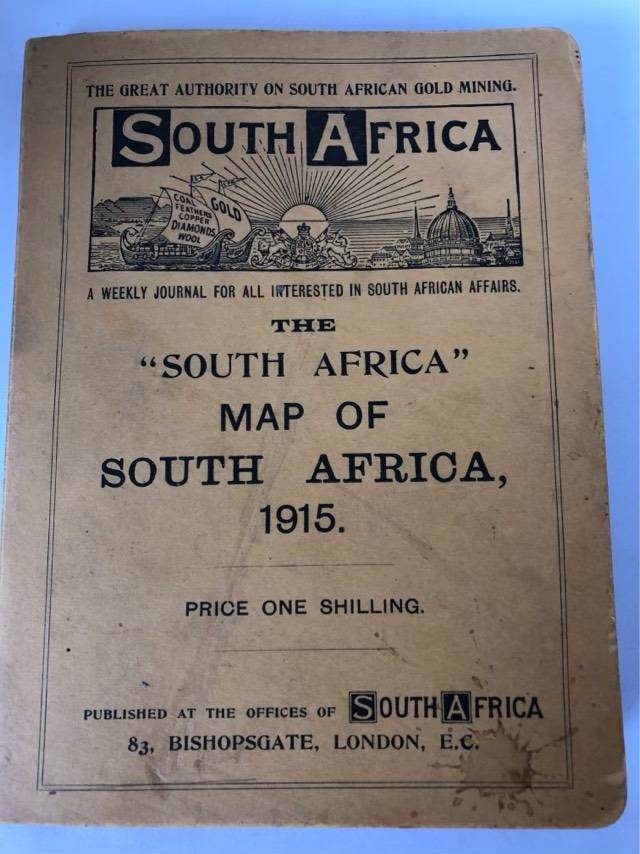 THE GREAT AUTHORITY ON SOUTH AFRICAN GOLD MINING.
SOUTH AFRICA
COAL
FEATHERS
COPPER
DIAMONDS
WOOL
GOLD
A WEEKLY JOURNAL FOR ALL INTERESTED IN SOUTH AFRICAN AFFAIRS.
THE
“SOUTH AFRICA”
MAP OF
SOUTH AFRICA,
1915.
PRICE ONE SHILLING.
PUBLISHED AT THE OFFICES OF SOUTH AFRICA
83, BISHOPSGATE, LONDON, E.C.